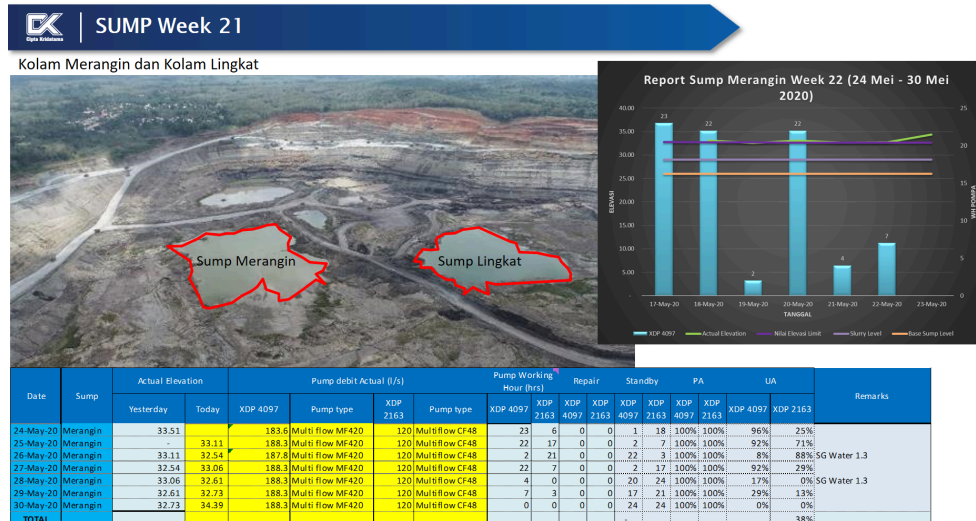 CK
Cipta Kridatama
SUMP Week 21
Kolam Merangin dan Kolam Lingkat
Sump Merangin
Sump Lingkat
Report Sump Merangin Week 22 (24 Mei - 30 Mei
2020)
ELEVASI
40.00
35.00
30.00
25.00
20.00
15.00
10.00
5.00
-
23
22
2
22
4
7
25
20
15
10
5
0
WH POMPA
17-May-20 18-May-20 19-May-20 20-May-20 21-May-20 22-May-20 23-May-20
TANGGAL
XDP 4097 Actual Elevation Nilai Elevasi Limit Slurry Level Base Sump Level
Date Sump Actual Elevation Pump debit Actual (l/s) Pump Working Hour (hrs) Repair Standby PA UA Remarks
Yesterday Today XDP 4097 Pump type XDP 2163 Pump type XDP 4097 XDP 2163 XDP 4097 XDP 2163 XDP 4097 XDP 2163 XDP 4097 XDP 2163 XDP 4097 XDP 2163
24-May-20 Merangin 33.51 183.6 Multi flow MF420 120 Multiflow CF48 23 6 0 0 1 18 100% 100% 96% 25%
25-May-20 Merangin - 33.11 188.3 Multi flow MF420 120 Multiflow CF48 22 17 0 0 2 7 100% 100% 92% 71%
26-May-20 Merangin 33.11 32.54 187.8 Multi flow MF420 120 Multiflow CF48 2 21 0 0 22 3 100% 100% 8% 88% SG Water 1.3
27-May-20 Merangin 32.54 33.06 188.3 Multi flow MF420 120 Multiflow CF48 22 7 0 0 2 17 100% 100% 92% 29%
28-May-20 Merangin 33.06 32.61 188.3 Multi flow MF420 120 Multiflow CF48 4 0 0 0 20 24 100% 100% 17% 0% SG Water 1.3
29-May-20 Merangin 32.61 32.73 188.3 Multi flow MF420 120 Multiflow CF48 7 3 0 0 17 21 100% 100% 29% 13%
30-May-20 Merangin 32.73 34.39 188.3 Multi flow MF420 120 Multiflow CF48 0 0 0 0 24 24 100% 100% 0% 0%
TOTAL - 38%